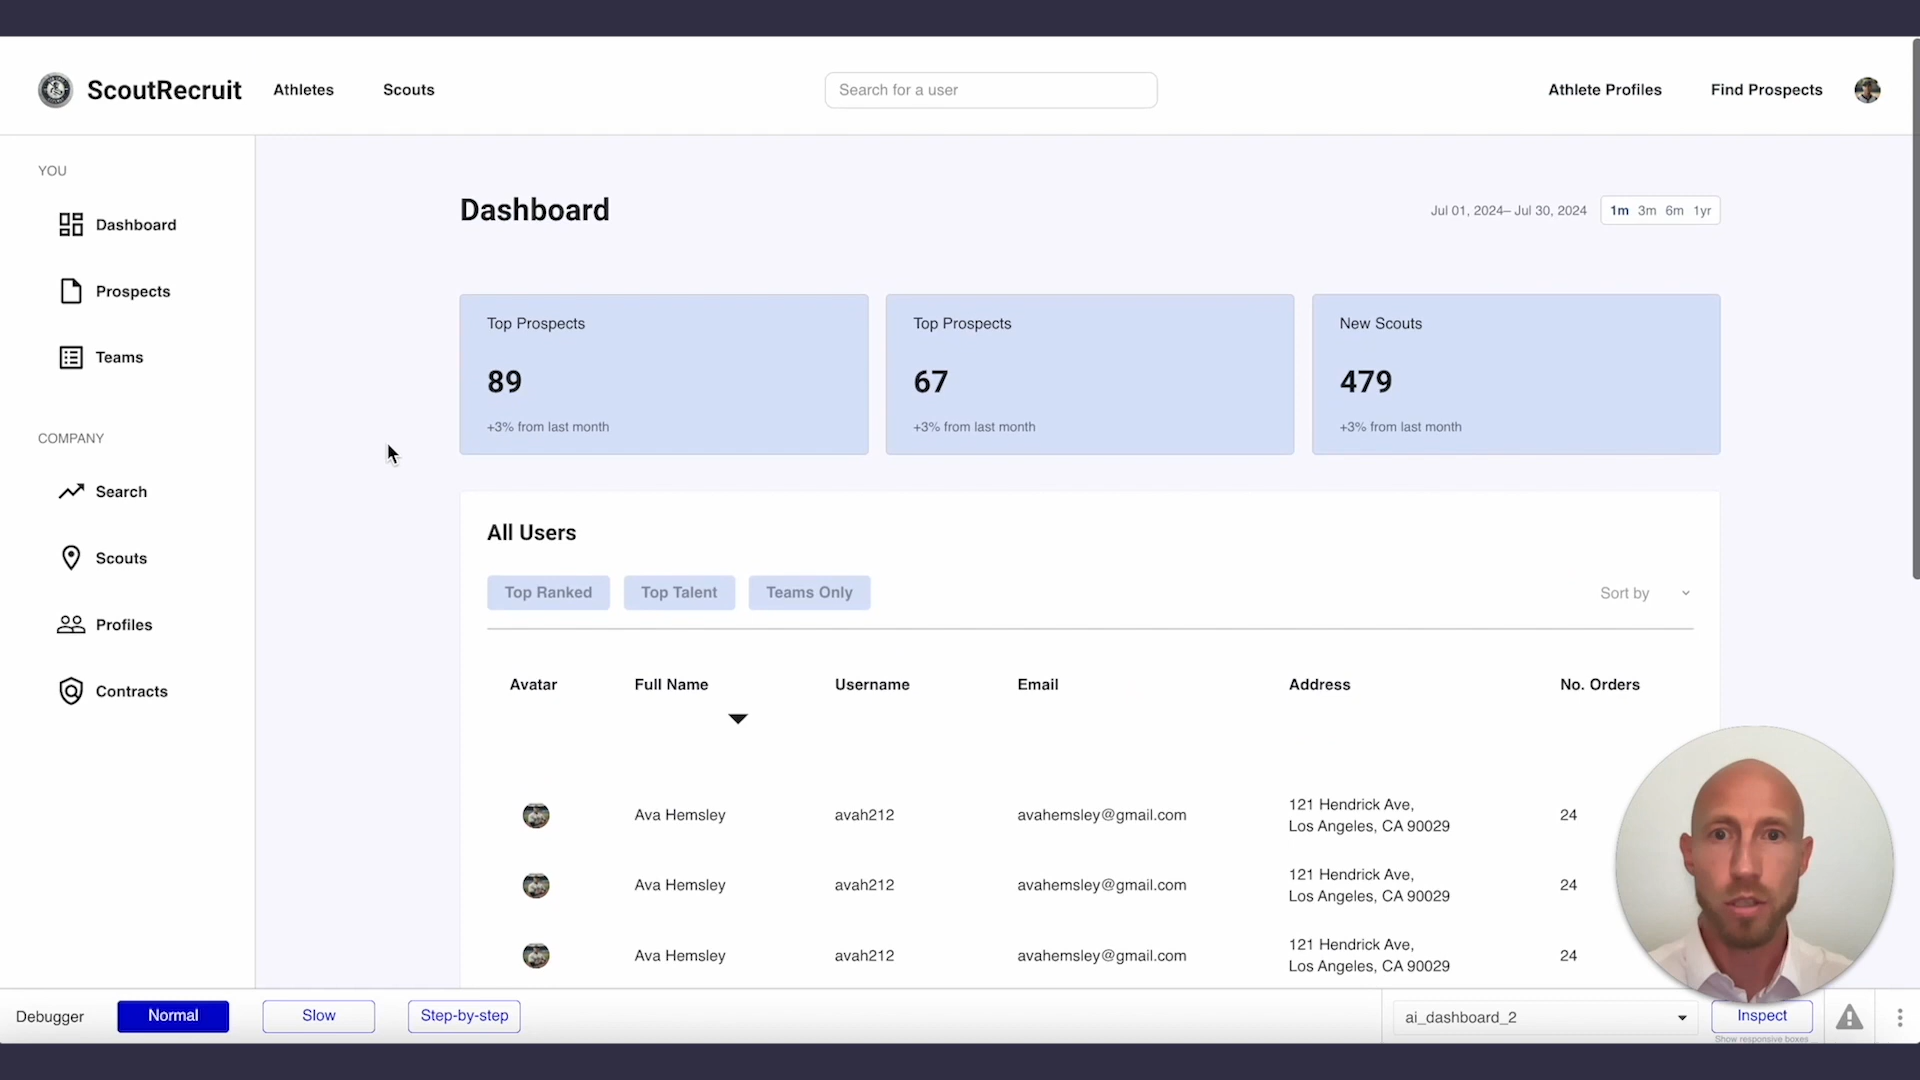 ScoutRecruit
Athletes
Scouts
Search for a user
Athlete Profiles
Find Prospects
YOU
Dashboard
Prospects
Teams
COMPANY
Search
Scouts
Profiles
Contracts
Dashboard
Jul 01, 2024– Jul 30, 2024
1m 3m 6m 1yr
Top Prospects
89
+3% from last month
Top Prospects
67
+3% from last month
New Scouts
479
+3% from last month
All Users
Top Ranked
Top Talent
Teams Only
Sort by
Avatar Full Name Username Email Address No. Orders
Ava Hemsley avah212 avahemsley@gmail.com 121 Hendrick Ave, 24
Los Angeles, CA 90029
Ava Hemsley avah212 avahemsley@gmail.com 121 Hendrick Ave, 24
Los Angeles, CA 90029
Ava Hemsley avah212 avahemsley@gmail.com 121 Hendrick Ave, 24
Los Angeles, CA 90029
Debugger
Normal
Slow
Step-by-step
ai_dashboard_2
Inspect
Show responsive boxes